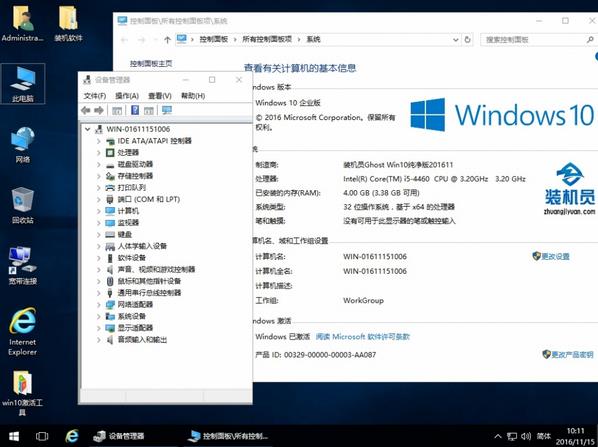 Administra...
装机软件
此电脑
网络
回收站
宽带连接
Internet
Explorer
win10激活工
具
控制面板\所有控制面板项\系统
控制面板
所有控制面板项
系统
搜索控制面板
控制面板主页
查看有关计算机的基本信息
indows 版本
Windows 10 企业版
© 2016 Microsoft Corporation。保留所有
权利。
Windows 10
统
制造商:
装机员Ghost Win10纯净版201611
处理器:
Intel(R) Core(TM) i5-4460 CPU @ 3.20GHz 3.20 GHz
已安装的内存(RAM):
4.00 GB (3.38 GB 可用)
系统类型:
32 位操作系统，基于 x64 的处理器
笔和触摸:
没有可用于此显示器的笔或触控输入
装机员
zhuangjiyuan.com
算机名、域和工作组设置
计算机名:
WIN-01611151006
更改设置
计算机全名:
WIN-01611151006
计算机描述:
工作组:
WorkGroup
indows 激活
Windows 已激活 阅读 Microsoft 软件许可条款
产品 ID: 00329-00000-00003-AA087
更改产品密钥
设备管理器
文件(F) 操作(A) 查看(V) 帮助(H)
WIN-01611151006
IDE ATA/ATAPI 控制器
处理器
磁盘驱动器
存储控制器
打印队列
端口 (COM 和 LPT)
计算机
监视器
键盘
人体学输入设备
软件设备
声音、视频和游戏控制器
鼠标和其他指针设备
通用串行总线控制器
网络适配器
系统设备
显示适配器
音频输入和输出
设备管理器
控制面板\所有控制...
简体
10:11
2016/11/15